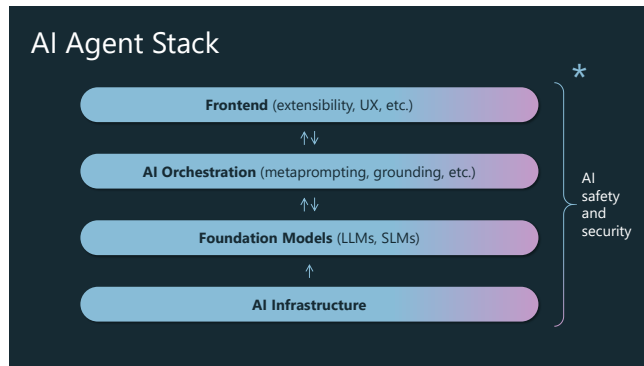 AI Agent Stack
*
Frontend (extensibility, UX, etc.)
AI Orchestration (metaprompting, grounding, etc.)
AI
safety
and
security
Foundation Models (LLMs, SLMs)
AI Infrastructure